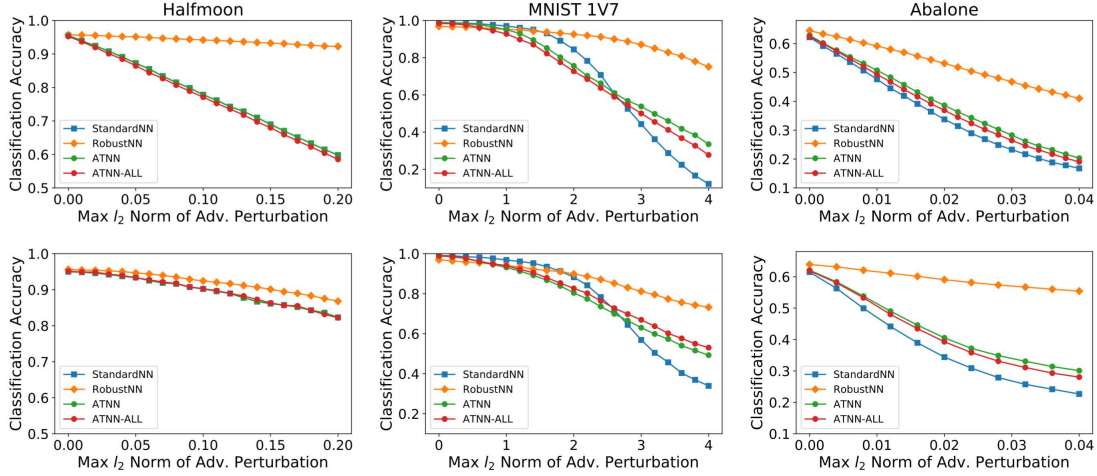 Halfmoon
Classification Accuracy
1.0
0.9
0.8
0.7
0.6
0.5
StandardNN
RobustNN
ATNN
ATNN-ALL
0.00 0.05 0.10 0.15 0.20
Max l2 Norm of Adv. Perturbation
MNIST 1V7
Classification Accuracy
1.0
0.8
0.6
0.4
0.2
StandardNN
RobustNN
ATNN
ATNN-ALL
0 1 2 3 4
Max l2 Norm of Adv. Perturbation
Abalone
Classification Accuracy
0.6
0.5
0.4
0.3
0.2
0.1
StandardNN
RobustNN
ATNN
ATNN-ALL
0.00 0.01 0.02 0.03 0.04
Max l2 Norm of Adv. Perturbation
Classification Accuracy
1.0
0.9
0.8
0.7
0.6
0.5
StandardNN
RobustNN
ATNN
ATNN-ALL
0.00 0.05 0.10 0.15 0.20
Max l2 Norm of Adv. Perturbation
Classification Accuracy
1.0
0.8
0.6
0.4
0.2
StandardNN
RobustNN
ATNN
ATNN-ALL
0 1 2 3 4
Max l2 Norm of Adv. Perturbation
Classification Accuracy
0.6
0.5
0.4
0.3
0.2
0.1
StandardNN
RobustNN
ATNN
ATNN-ALL
0.00 0.01 0.02 0.03 0.04
Max l2 Norm of Adv. Perturbation